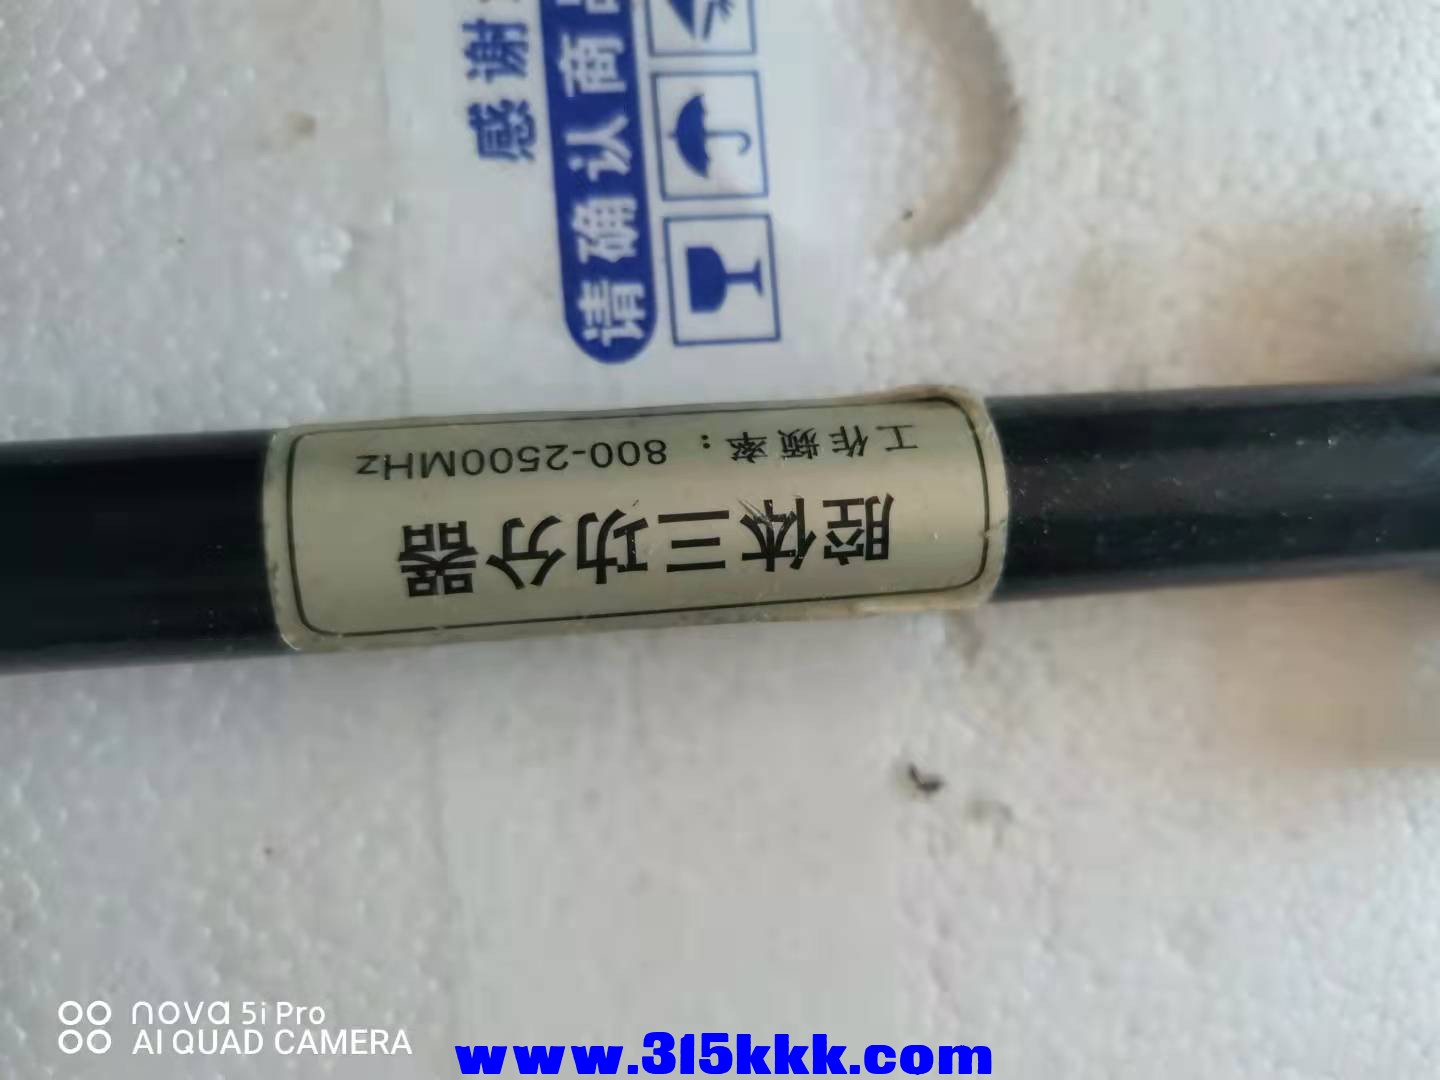 感谢
请确认商品
腔体三功分器
工作频率：800-2500MHz
nova 5i Pro
AI QUAD CAMERA
www.315kkk.com